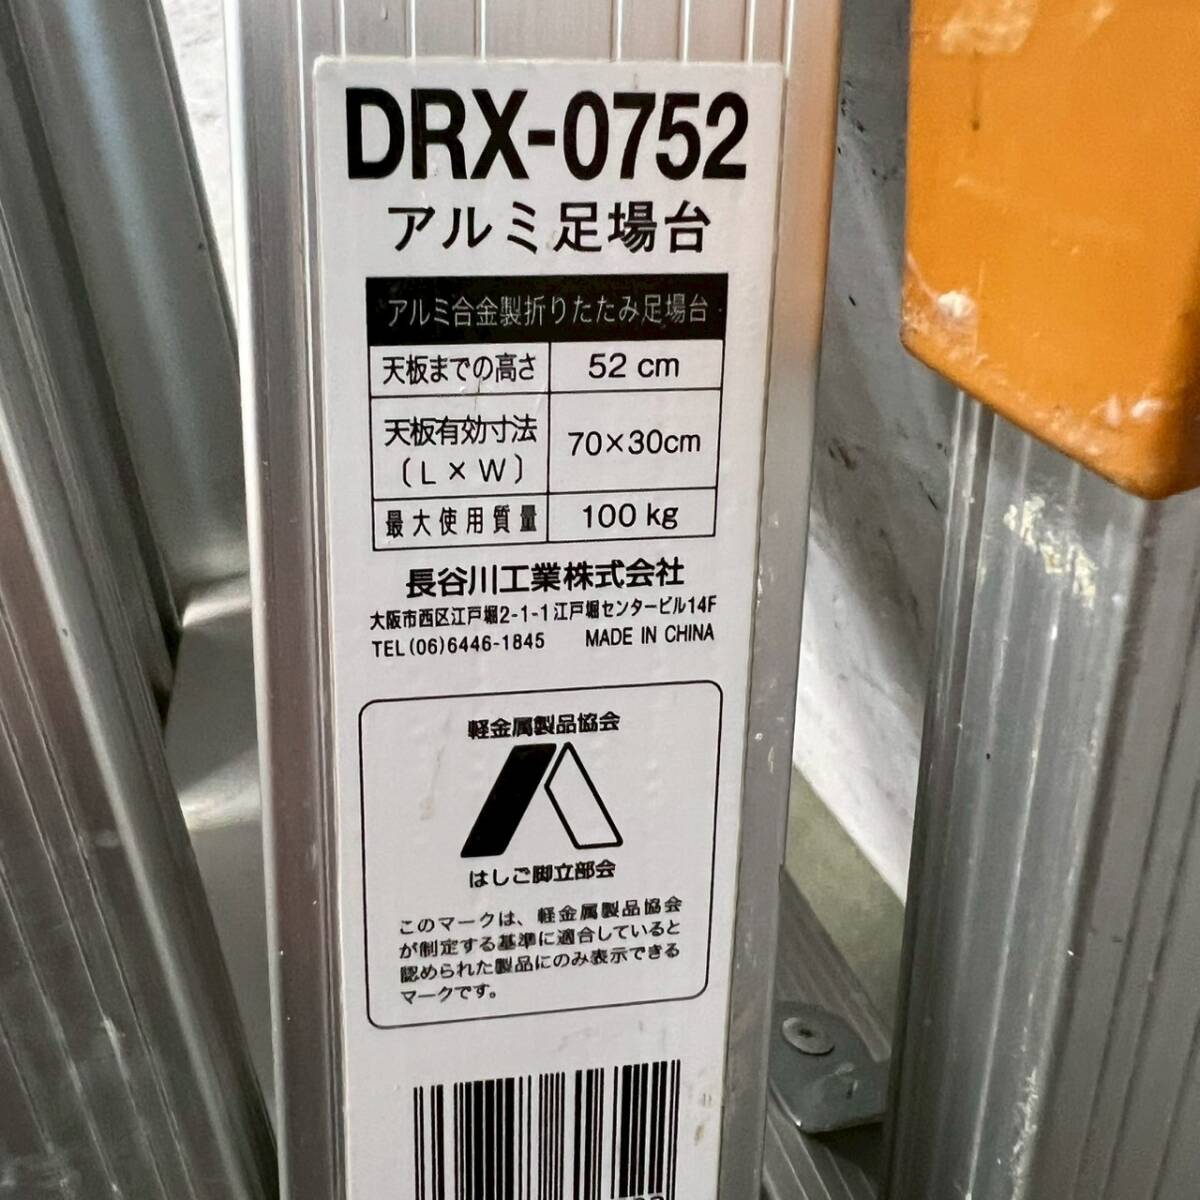 DRX-0752
アルミ足場台
アルミ合金製折りたたみ足場台
天板までの高さ 52 cm
天板有効寸法
(L×W) 70×30cm
最大使用質量 100 kg
長谷川工業株式会社
大阪市西区江戸堀2-1-1江戸堀センタービル14F
TEL(06)6446-1845 MADE IN CHINA
軽金属製品協会
はしご脚立部会
このマークは、軽金属製品協会
が制定する基準に適合していると
認められた製品にのみ表示できる
マークです。